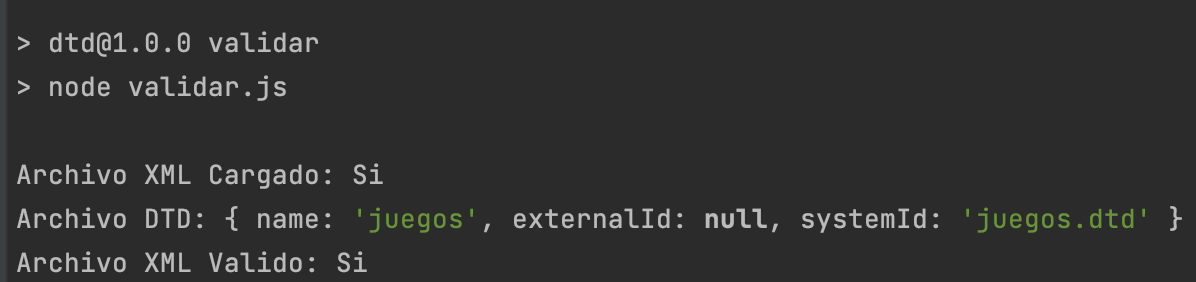 > dtd@1.0.0 validar
> node validar.js
Archivo XML Cargado: Si
Archivo DTD: { name: 'juegos', externalId: null, systemId: 'juegos.dtd' }
Archivo XML Valido: Si